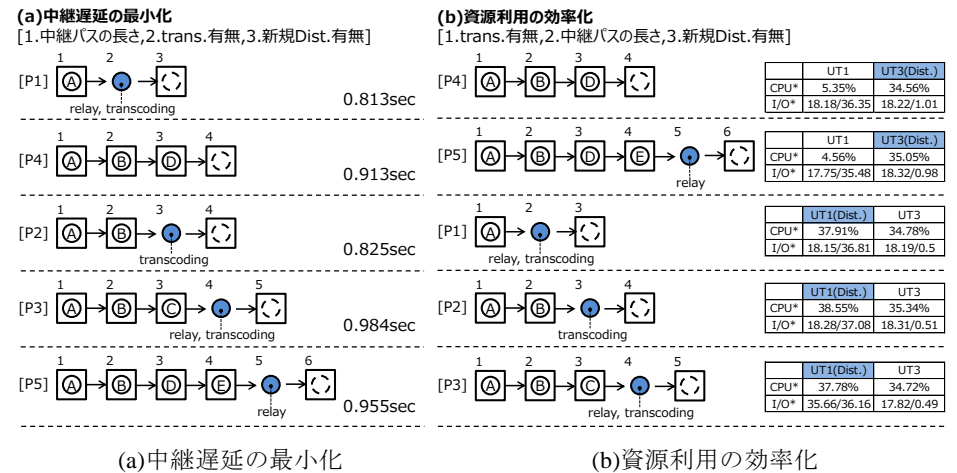 (a)中継遅延の最小化
[1.中継パスの長さ,2.trans.有無,3.新規Dist.有無]
1 2 3
[P1] A
relay, transcoding
0.813sec
1 2 3 4
[P4] A B D
0.913sec
1 2 3 4
[P2] A B
transcoding
0.825sec
1 2 3 4 5
[P3] A B C
relay, transcoding
0.984sec
1 2 3 4 5 6
[P5] A B D E
relay
0.955sec
(a)中継遅延の最小化
(b)資源利用の効率化
[1.trans.有無,2.中継パスの長さ,3.新規Dist.有無]
1 2 3 4
[P4] A B D
UT1 UT3(Dist.)
CPU* 5.35% 34.56%
I/O* 18.18/36.35 18.22/1.01
1 2 3 4 5 6
[P5] A B D E
relay
UT1 UT3(Dist.)
CPU* 4.56% 35.05%
I/O* 17.75/35.48 18.32/0.98
1 2 3
[P1] A
relay, transcoding
UT1(Dist.) UT3
CPU* 37.91% 34.78%
I/O* 18.15/36.81 18.19/0.5
1 2 3 4
[P2] A B
transcoding
UT1(Dist.) UT3
CPU* 38.55% 35.34%
I/O* 18.28/37.08 18.31/0.51
1 2 3 4 5
[P3] A B C
relay, transcoding
UT1(Dist.) UT3
CPU* 37.78% 34.72%
I/O* 35.66/36.16 17.82/0.49
(b)資源利用の効率化